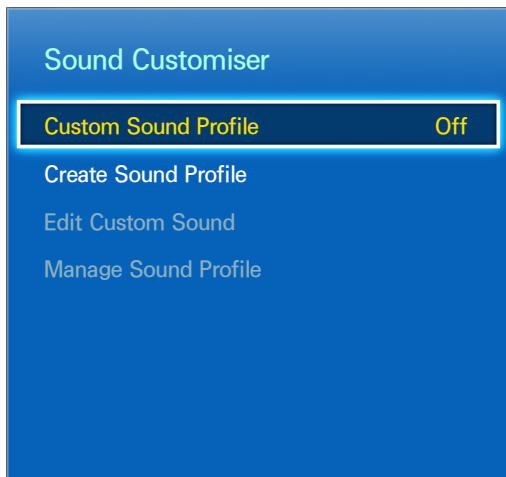 Sound Customiser
Custom Sound Profile Off
Create Sound Profile
Edit Custom Sound
Manage Sound Profile